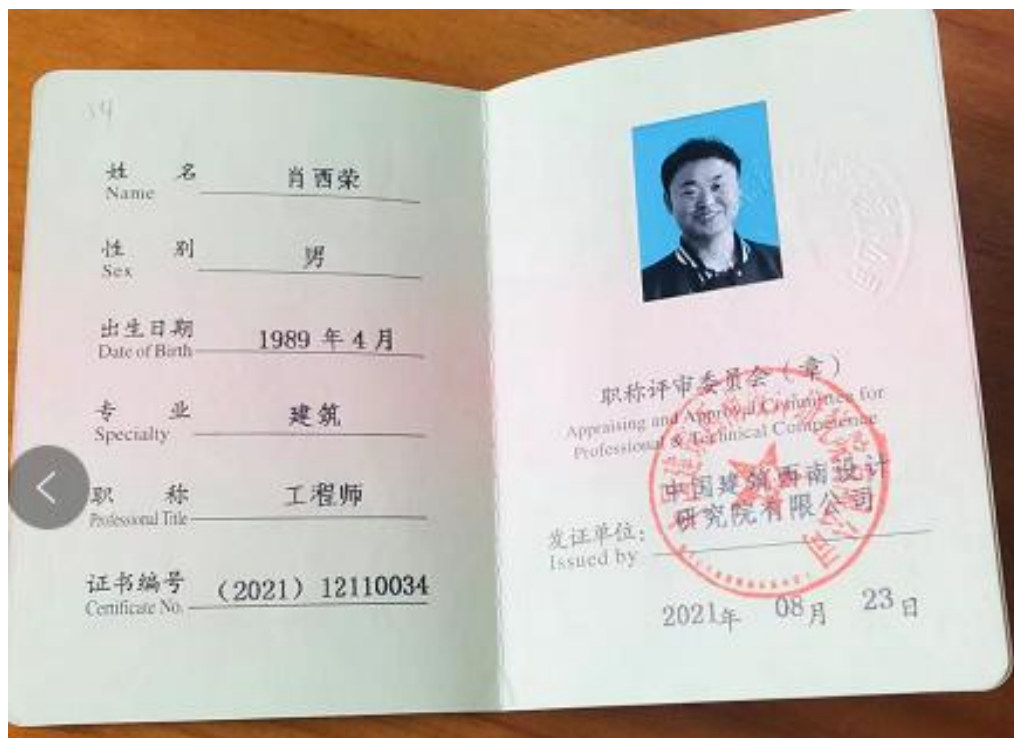 34
姓 名 肖西荣
Name
性 别 男
Sex
出生日期 1989 年 4 月
Date of Birth
专 业 建筑
Specialty
职 称 工程师
Professional Title
证书编号 （2021）12110034
Certificate No.
职称评审委员会（章）
Appraising and Approval Committee for
Professional & Technical Competence
中国建筑西南设计
研究院有限公司
发证单位：
Issued by
2021年 08月 23日